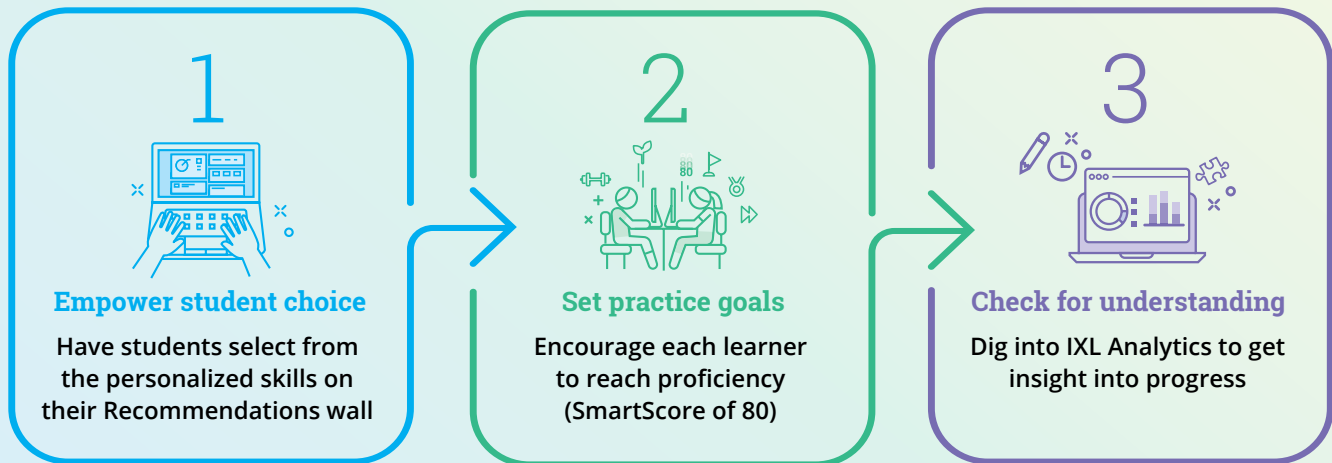 1
Empower student choice
Have students select from
the personalized skills on
their Recommendations wall
2
80
Set practice goals
Encourage each learner
to reach proficiency
(SmartScore of 80)
3
Check for understanding
Dig into IXL Analytics to get
insight into progress